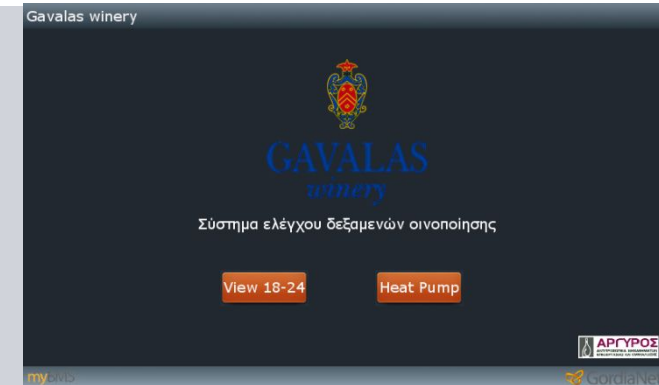 Gavalas winery
GAVALAS
winery
Σύστημα ελέγχου δεξαμενών οινοποίησης
View 18-24
Heat Pump
ΑΡΓΥΡΟΣ
myBMS
GordiaNet